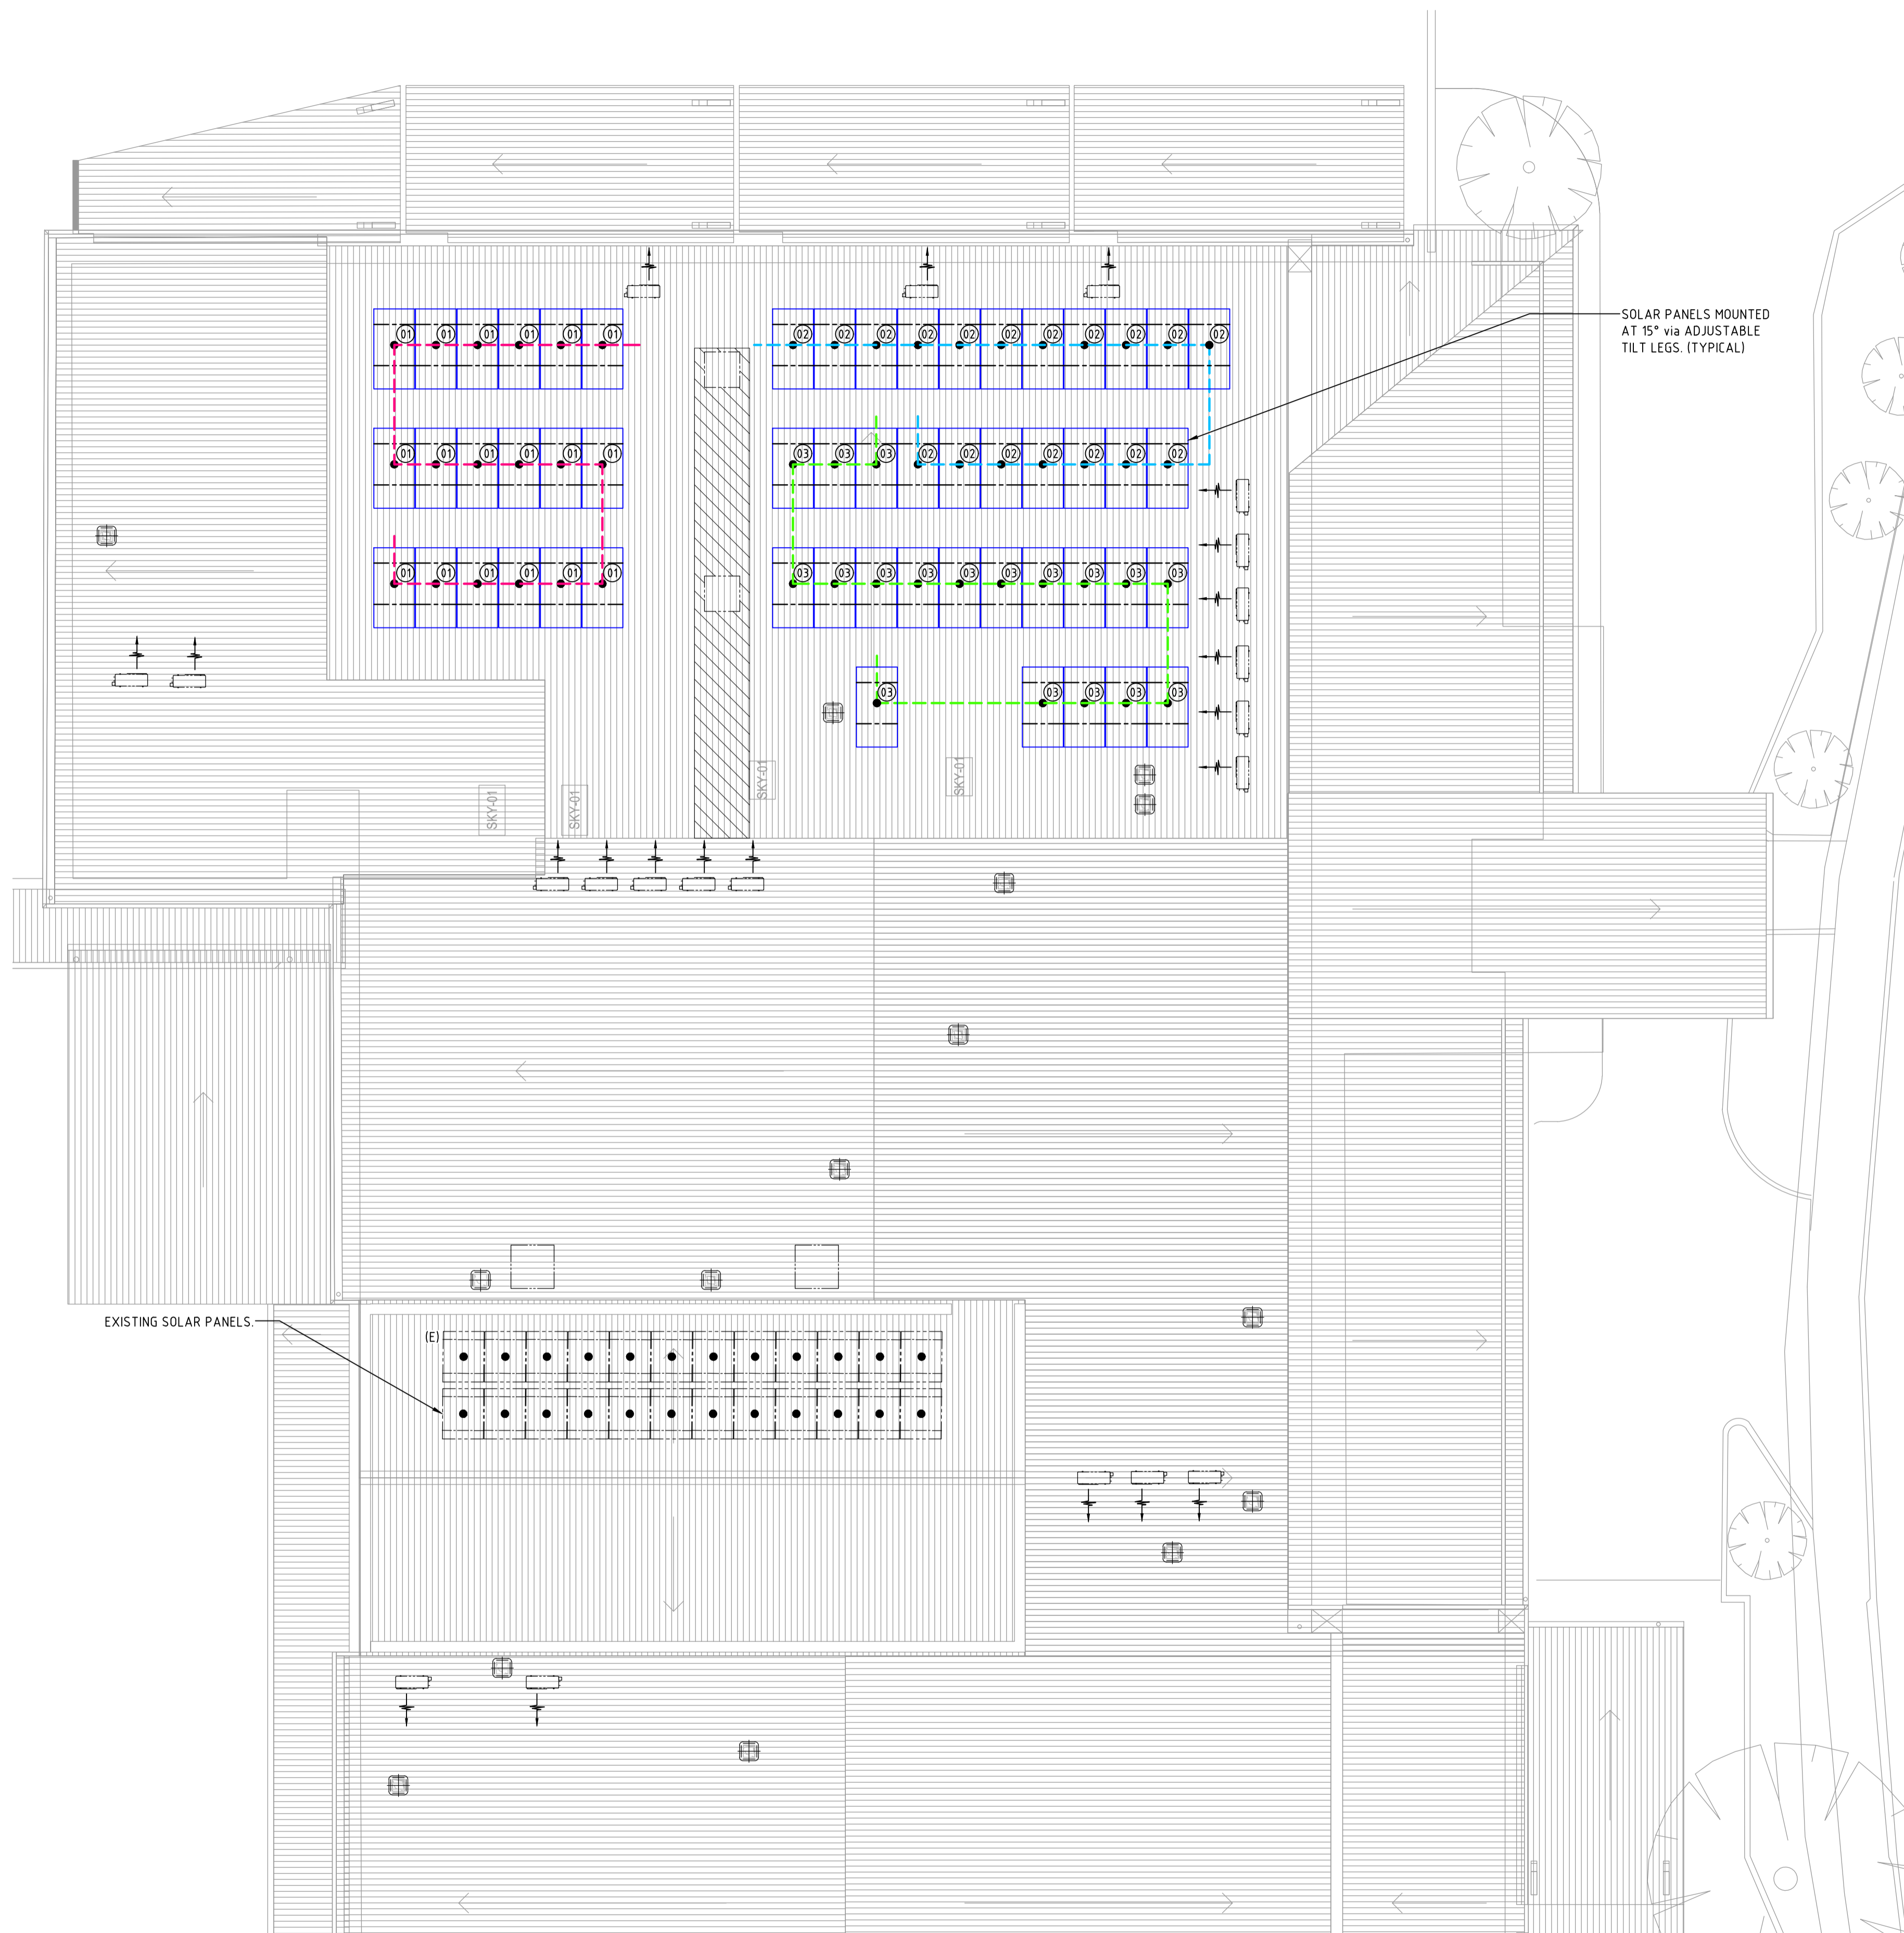 01 01 01 01 01 01 02 02 02 02 02 02 02 02 02 02 02
SOLAR PANELS MOUNTED
AT 15° via ADJUSTABLE
TILT LEGS. (TYPICAL)
01 01 01 01 01 01 03 03 03 02 02 02 02 02 02 02
01 01 01 01 01 01 03 03 03 03 03 03 03 03 03 03
03 03 03 03 03
SKY-01
SKY-01
SKY-01
SKY-01
EXISTING SOLAR PANELS.
(E)